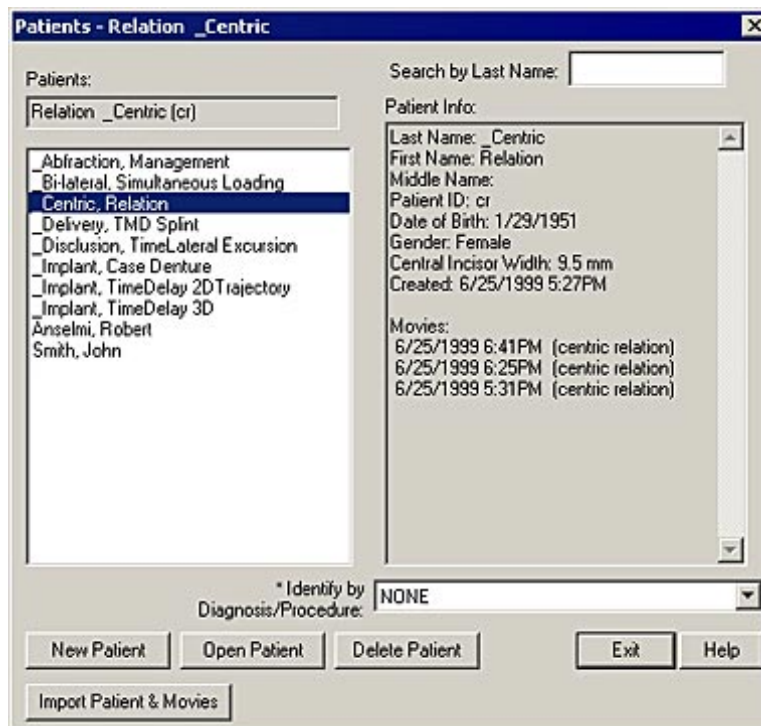 Patients - Relation _Centric
Patients:
Relation _Centric (cr)
_Abfraction, Management
_Bi-lateral, Simultaneous Loading
_Centric, Relation
_Delivery, TMD Splint
_Disclusion, TimeLateral Excursion
_Implant, Case Denture
_Implant, TimeDelay 2DTrajectory
_Implant, TimeDelay 3D
Anselmi, Robert
Smith, John
Search by Last Name:
Patient Info:
Last Name: _Centric
First Name: Relation
Middle Name:
Patient ID: cr
Date of Birth: 1/29/1951
Gender: Female
Central Incisor Width: 9.5 mm
Created: 6/25/1999 5:27PM
Movies:
6/25/1999 6:41PM (centric relation)
6/25/1999 6:25PM (centric relation)
6/25/1999 5:31PM (centric relation)
* Identify by
Diagnosis/Procedure:
NONE
New Patient
Open Patient
Delete Patient
Exit
Help
Import Patient & Movies